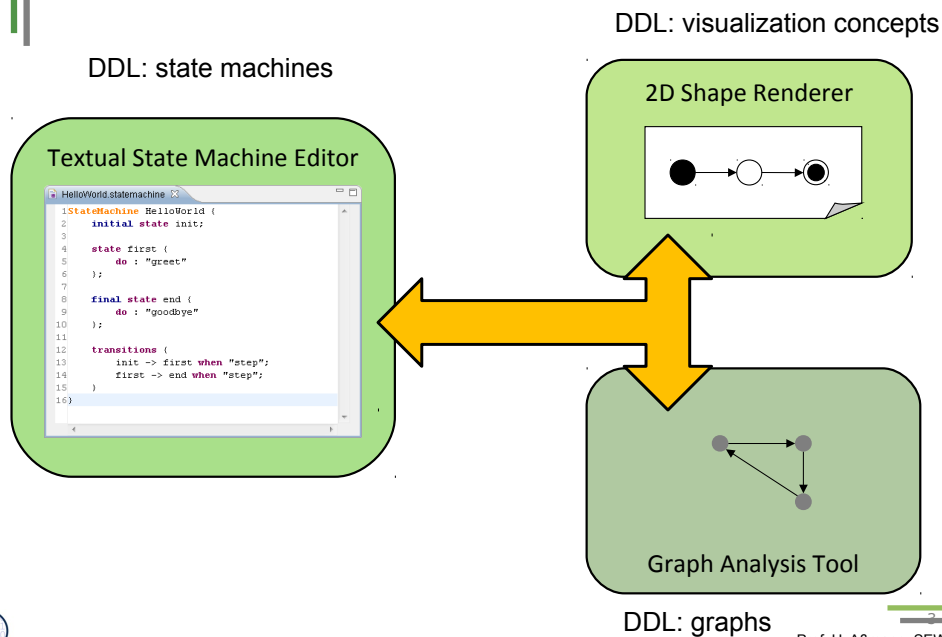 DDL: visualization concepts
DDL: state machines
2D Shape Renderer
Textual State Machine Editor
HelloWorld.statemachine
1StateMachine HelloWorld {
2 initial state init;
3
4 state first {
5 do : "greet"
6 };
7
8 final state end {
9 do : "goodbye"
10 };
11
12 transitions {
13 init -> first when "step";
14 first -> end when "step";
15 }
16}
Graph Analysis Tool
DDL: graphs
3